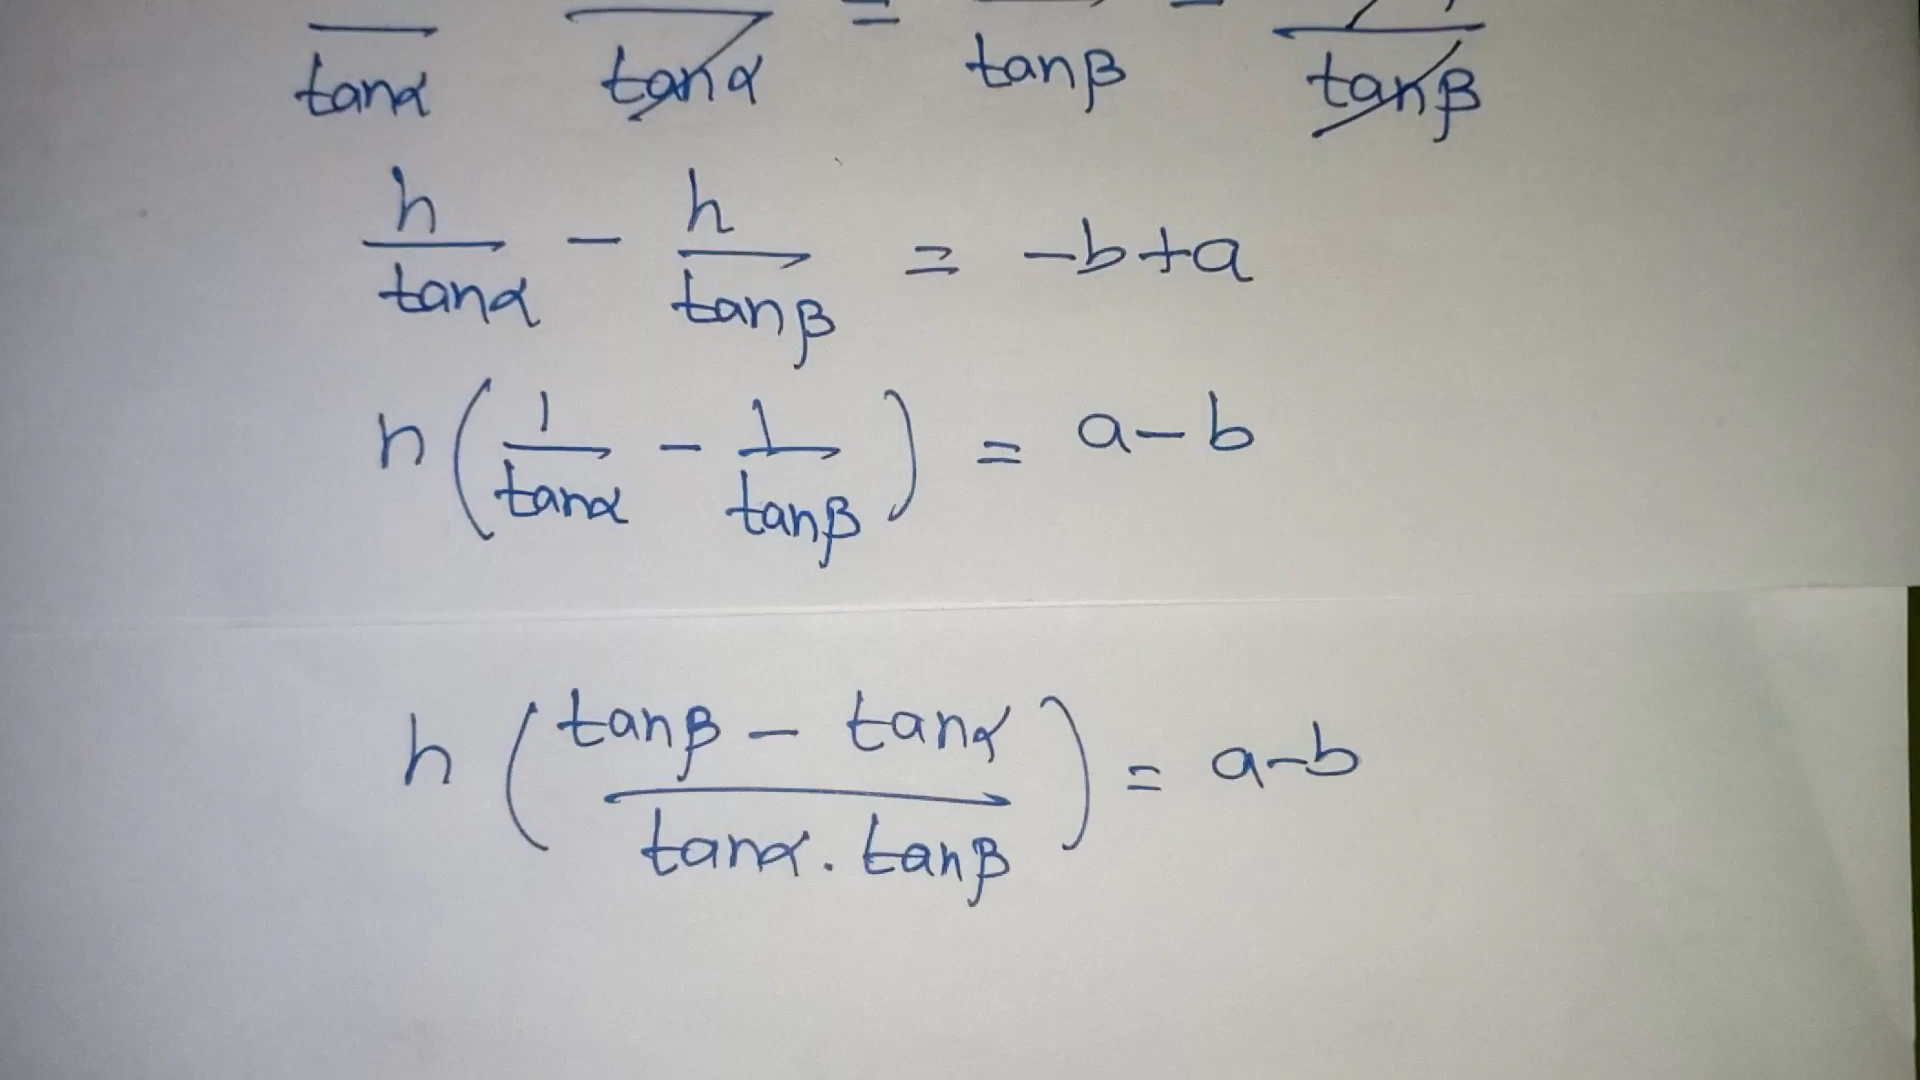 tanα tanα = tanβ - tanβ
h/tanα - h/tanβ = -b+a
h(1/tanα - 1/tanβ) = a-b
h(tanβ - tanα / tanα . tanβ) = a-b